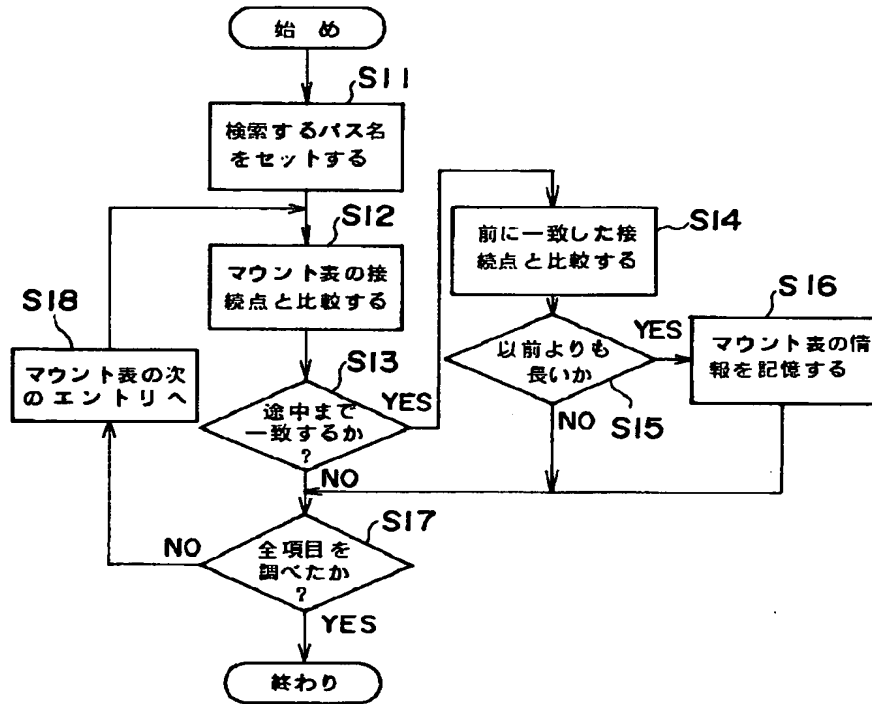 始め
S11
検索するパス名
をセットする
S12
マウント表の接
続点と比較する
S13
途中まで
一致するか
?
YES
NO
S14
前に一致した接
続点と比較する
以前よりも
長いか
S15
YES
NO
S16
マウント表の情
報を記憶する
S17
全項目を
調べたか
?
NO
YES
S18
マウント表の次
のエントリへ
終わり